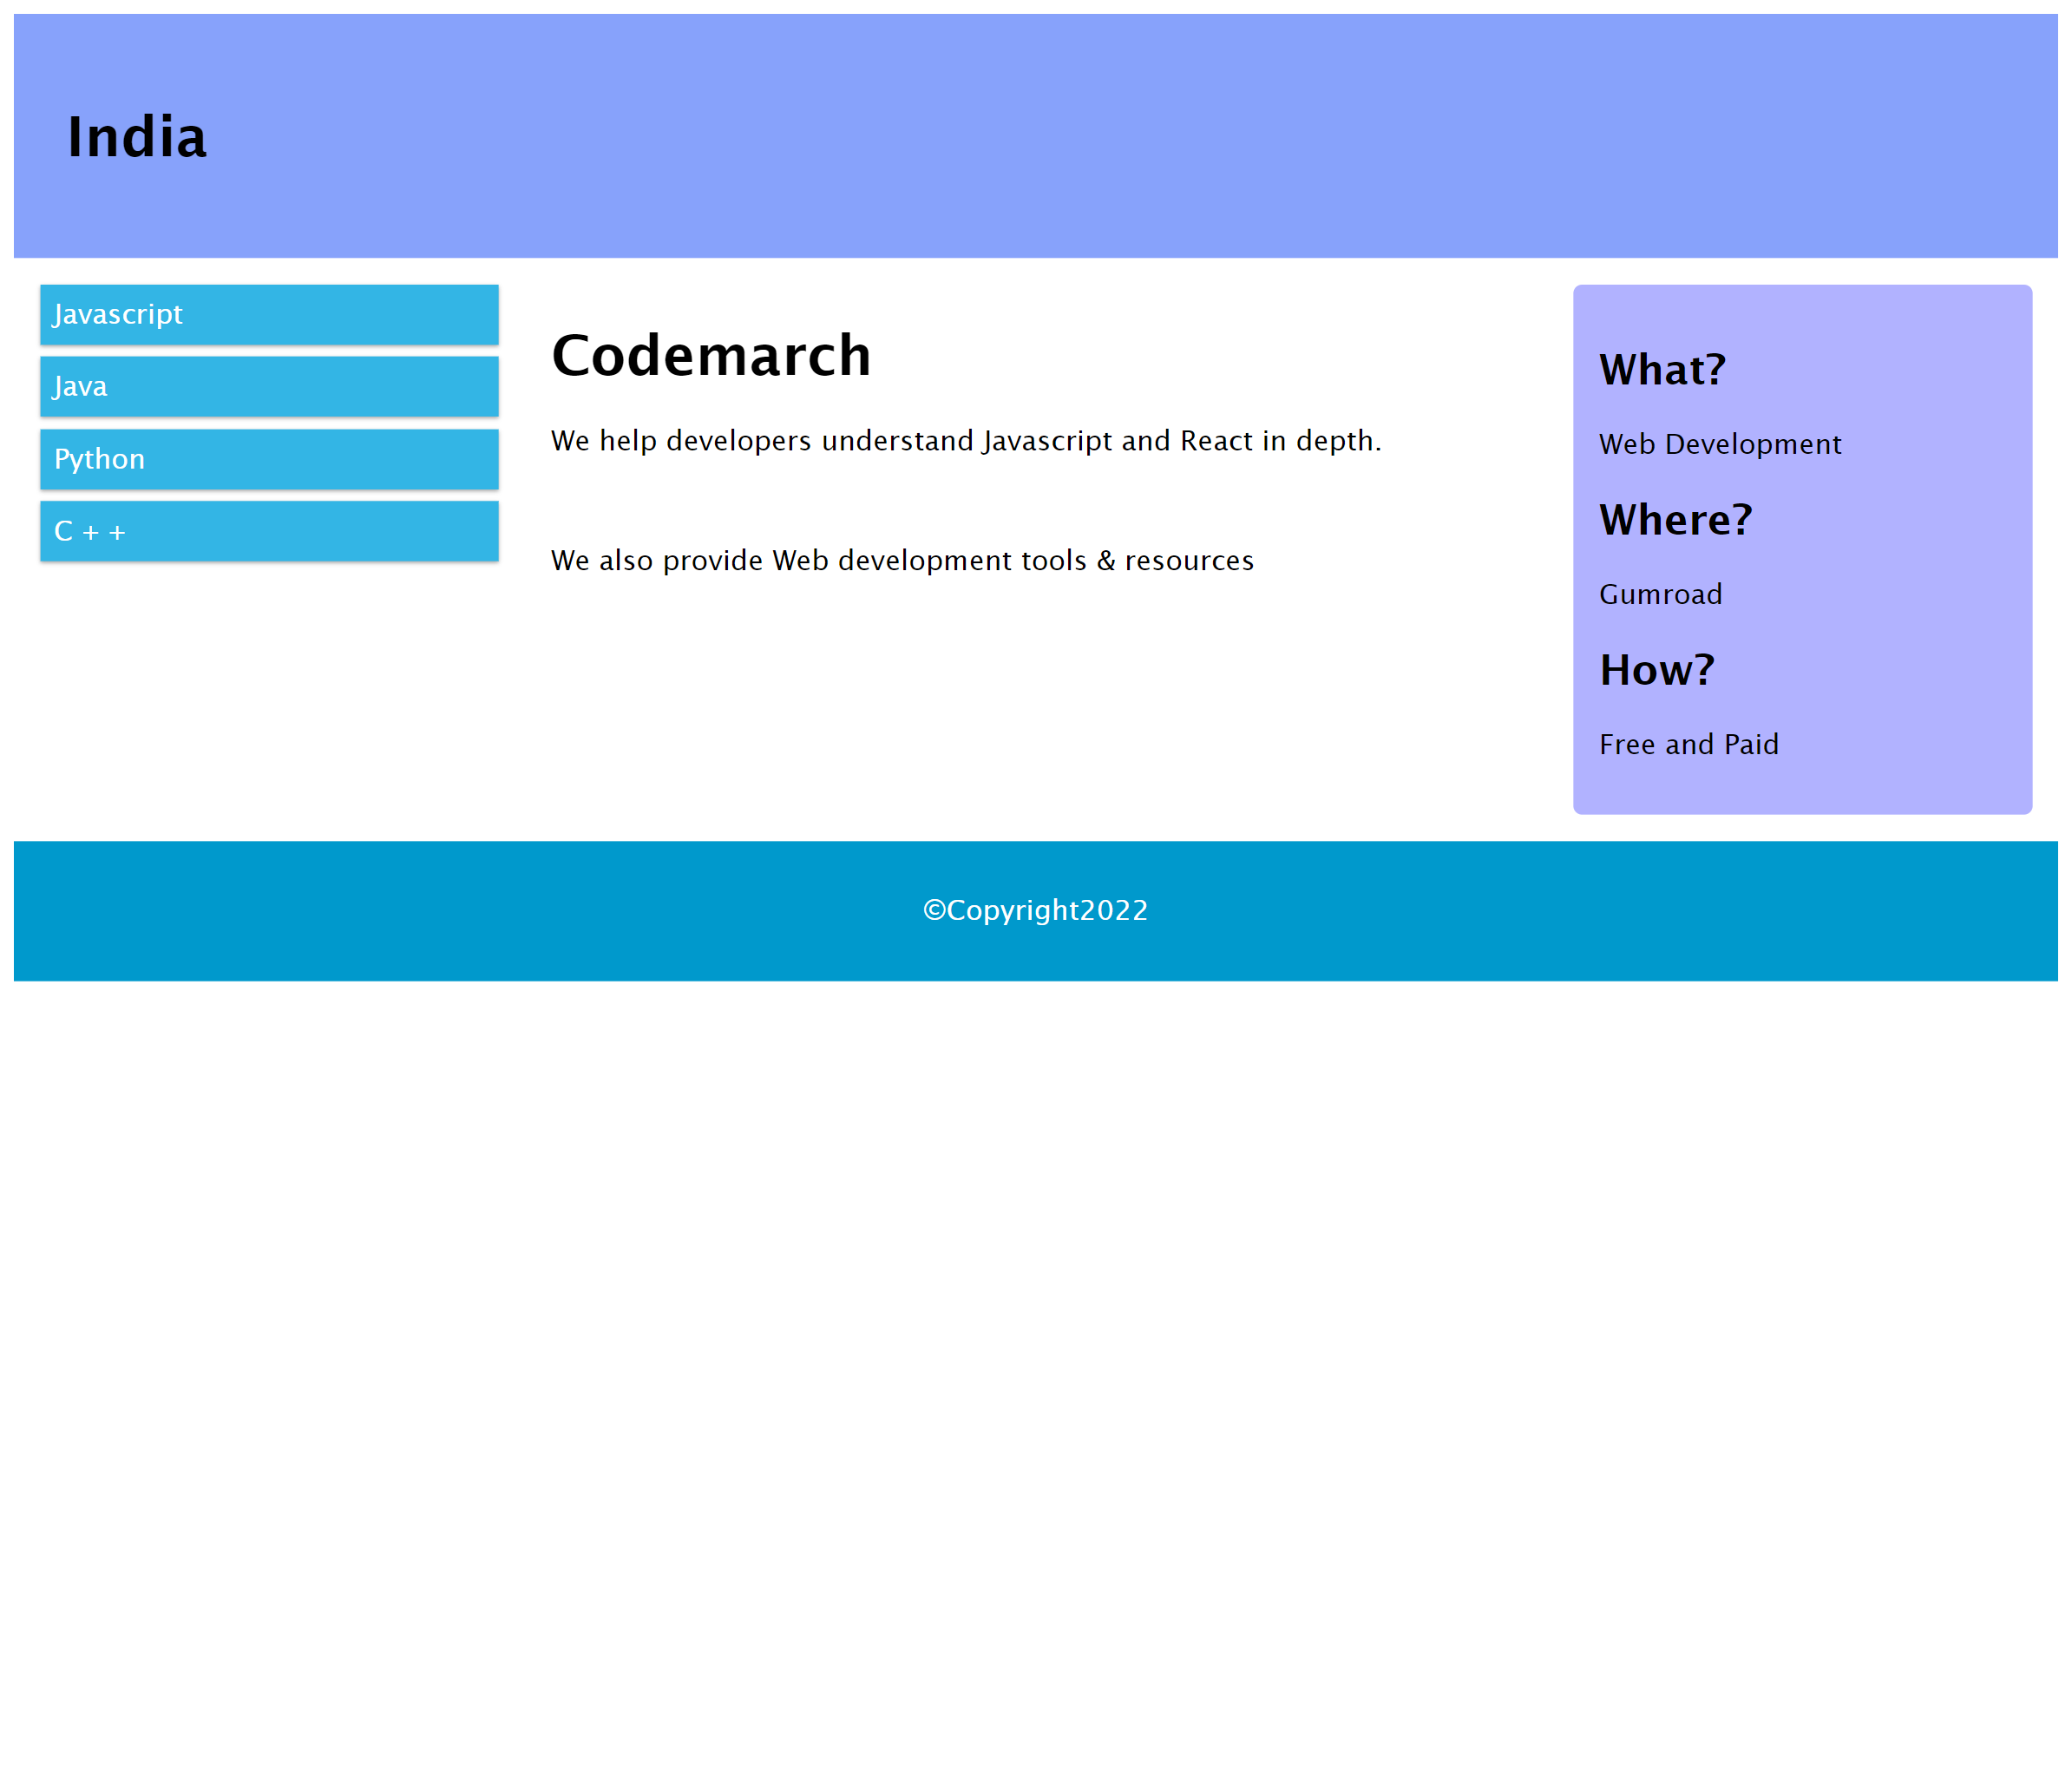 India
Javascript
Java
Python
C + +
Codemarch
We help developers understand Javascript and React in depth.
We also provide Web development tools & resources
What?
Web Development
Where?
Gumroad
How?
Free and Paid
©Copyright2022